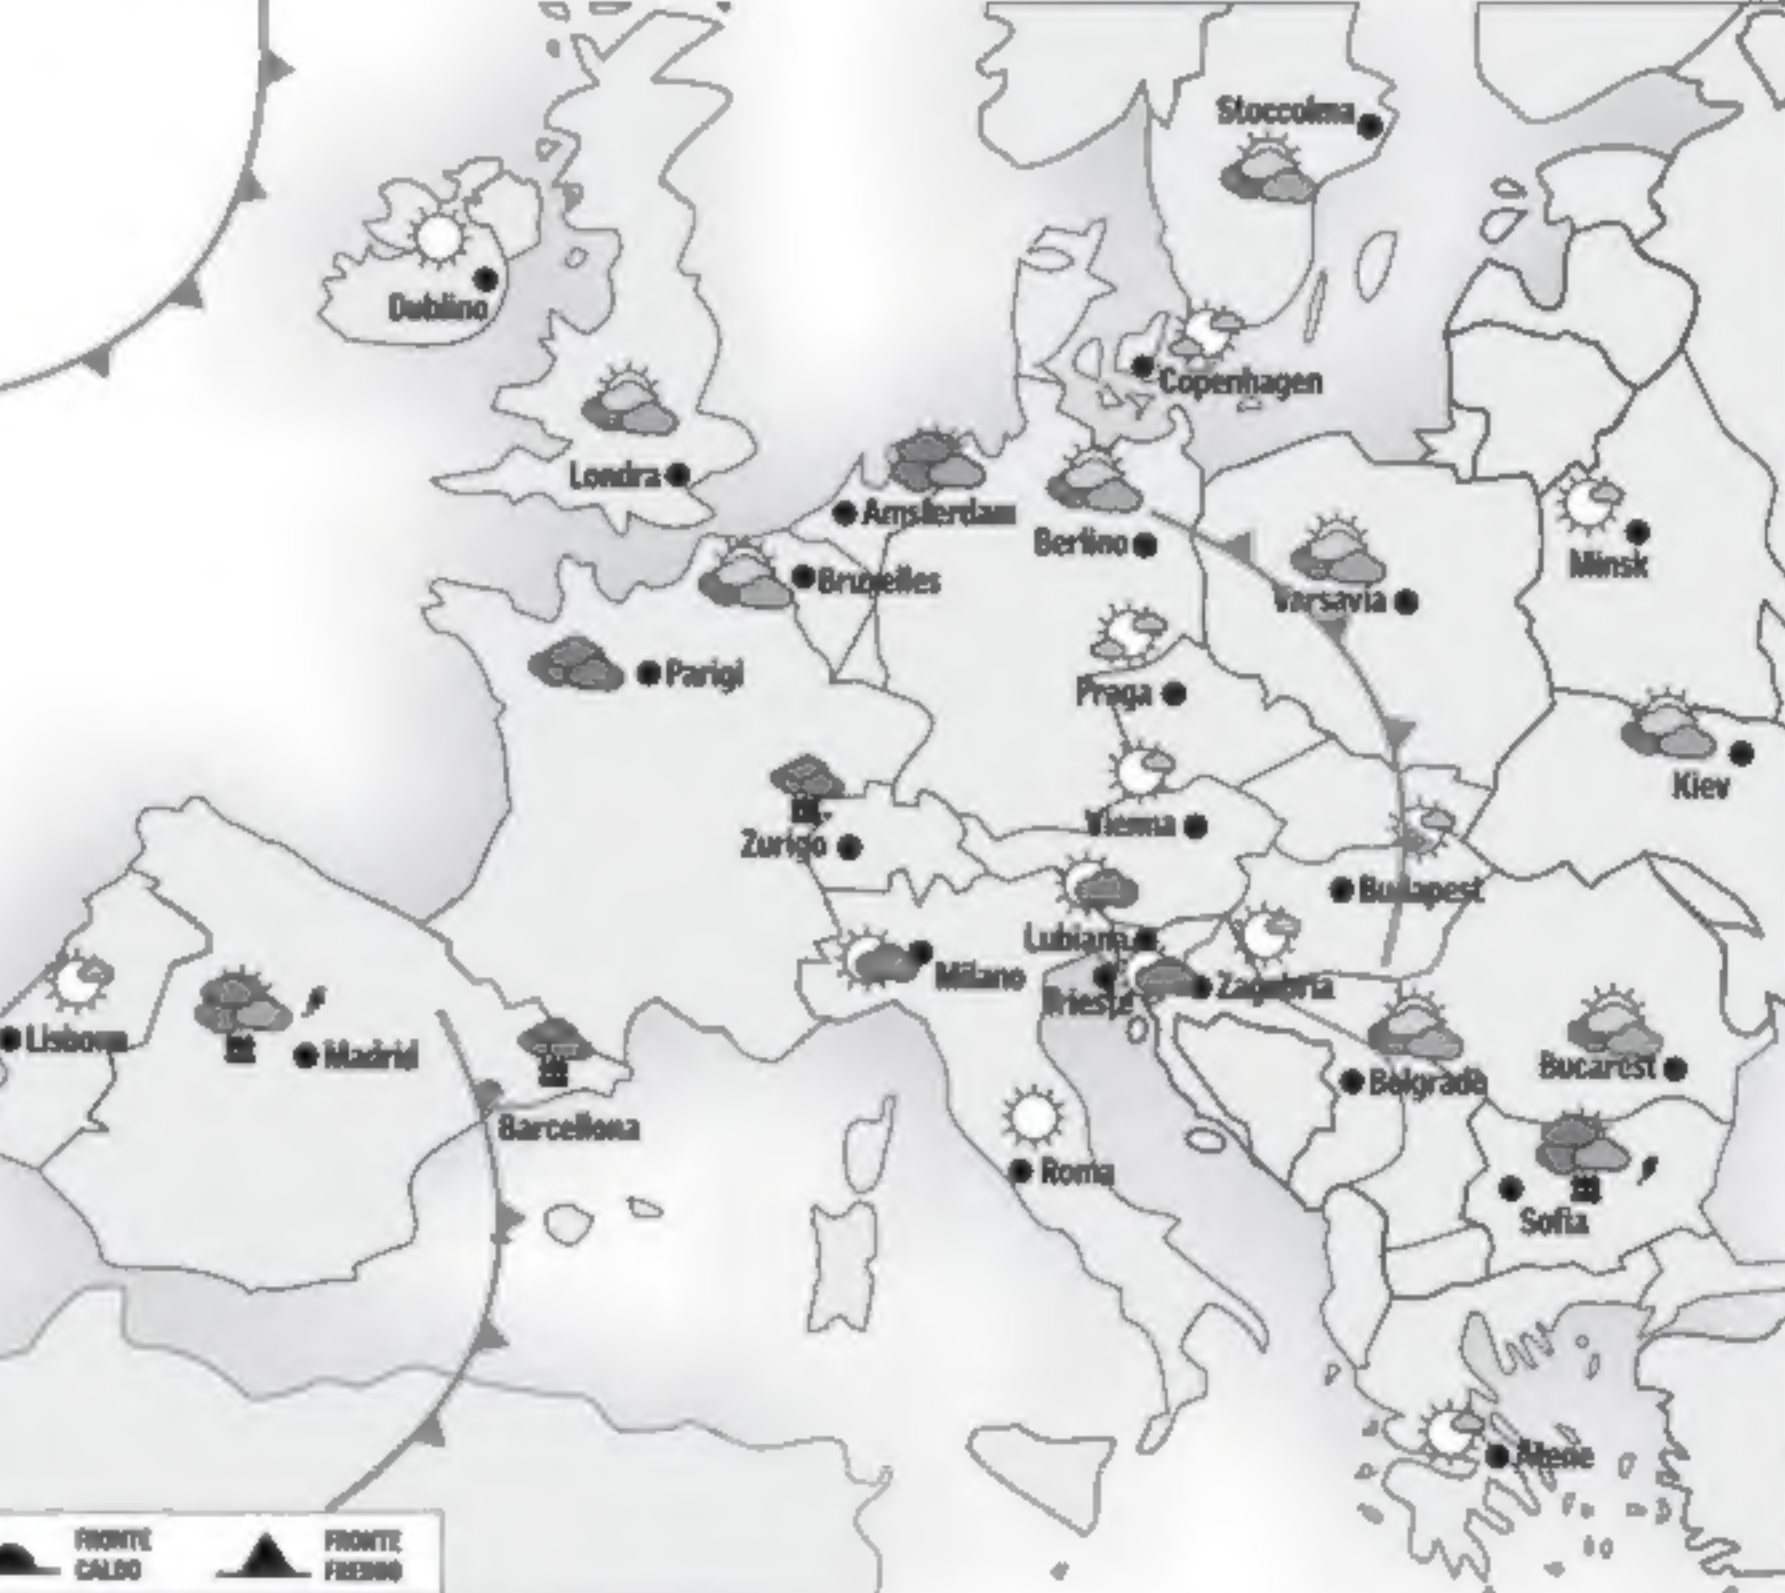 Stoccolma
Dublino
Copenhagen
Londra
Amsterdam
Berlino
Minsk
Bruxelles
Varsavia
Parigi
Praga
Kiev
Vienna
Zurigo
Budapest
Lubiana
Milano
Zagabria
Trieste
Lisbona
Madrid
Belgrado
Bucarest
Barcellona
Roma
Sofia
Atene
FRONTE
CALDO
FRONTE
FREDDO